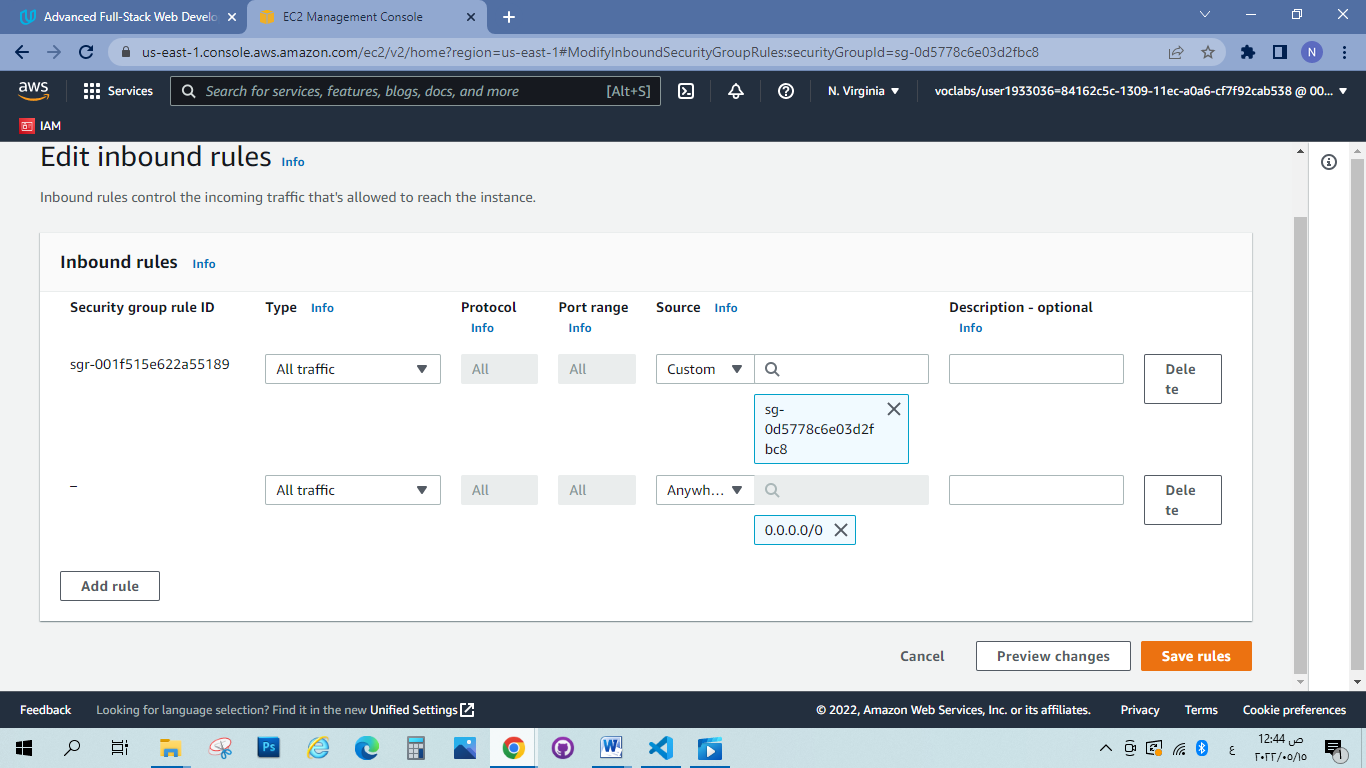 Advanced Full-Stack Web Develo
EC2 Management Console
us-east-1.console.aws.amazon.com/ec2/v2/home?region=us-east-1#ModifyInboundSecurityGroupRules:securityGroupId=sg-0d5778c6e03d2fbc8
N
aws
Services
Search for services, features, blogs, docs, and more
[Alt+S]
N. Virginia
voclabs/user1933036=84162c5c-1309-11ec-a0a6-cf7f92cab538 @ 00...
IAM
Edit inbound rules Info
Inbound rules control the incoming traffic that's allowed to reach the instance.
Inbound rules Info
Security group rule ID
Type Info
Protocol Info
Port range Info
Source Info
Description - optional Info
sgr-001f515e622a55189
All traffic
All
All
Custom
sg-
0d5778c6e03d2f
bc8
Dele
te
–
All traffic
All
All
Anywh...
0.0.0.0/0
Dele
te
Add rule
Cancel
Preview changes
Save rules
Feedback
Looking for language selection? Find it in the new Unified Settings
© 2022, Amazon Web Services, Inc. or its affiliates.
Privacy
Terms
Cookie preferences
Ps
W
ع
12:44 ص
٢٠٢٢/٠٥/١٥
1